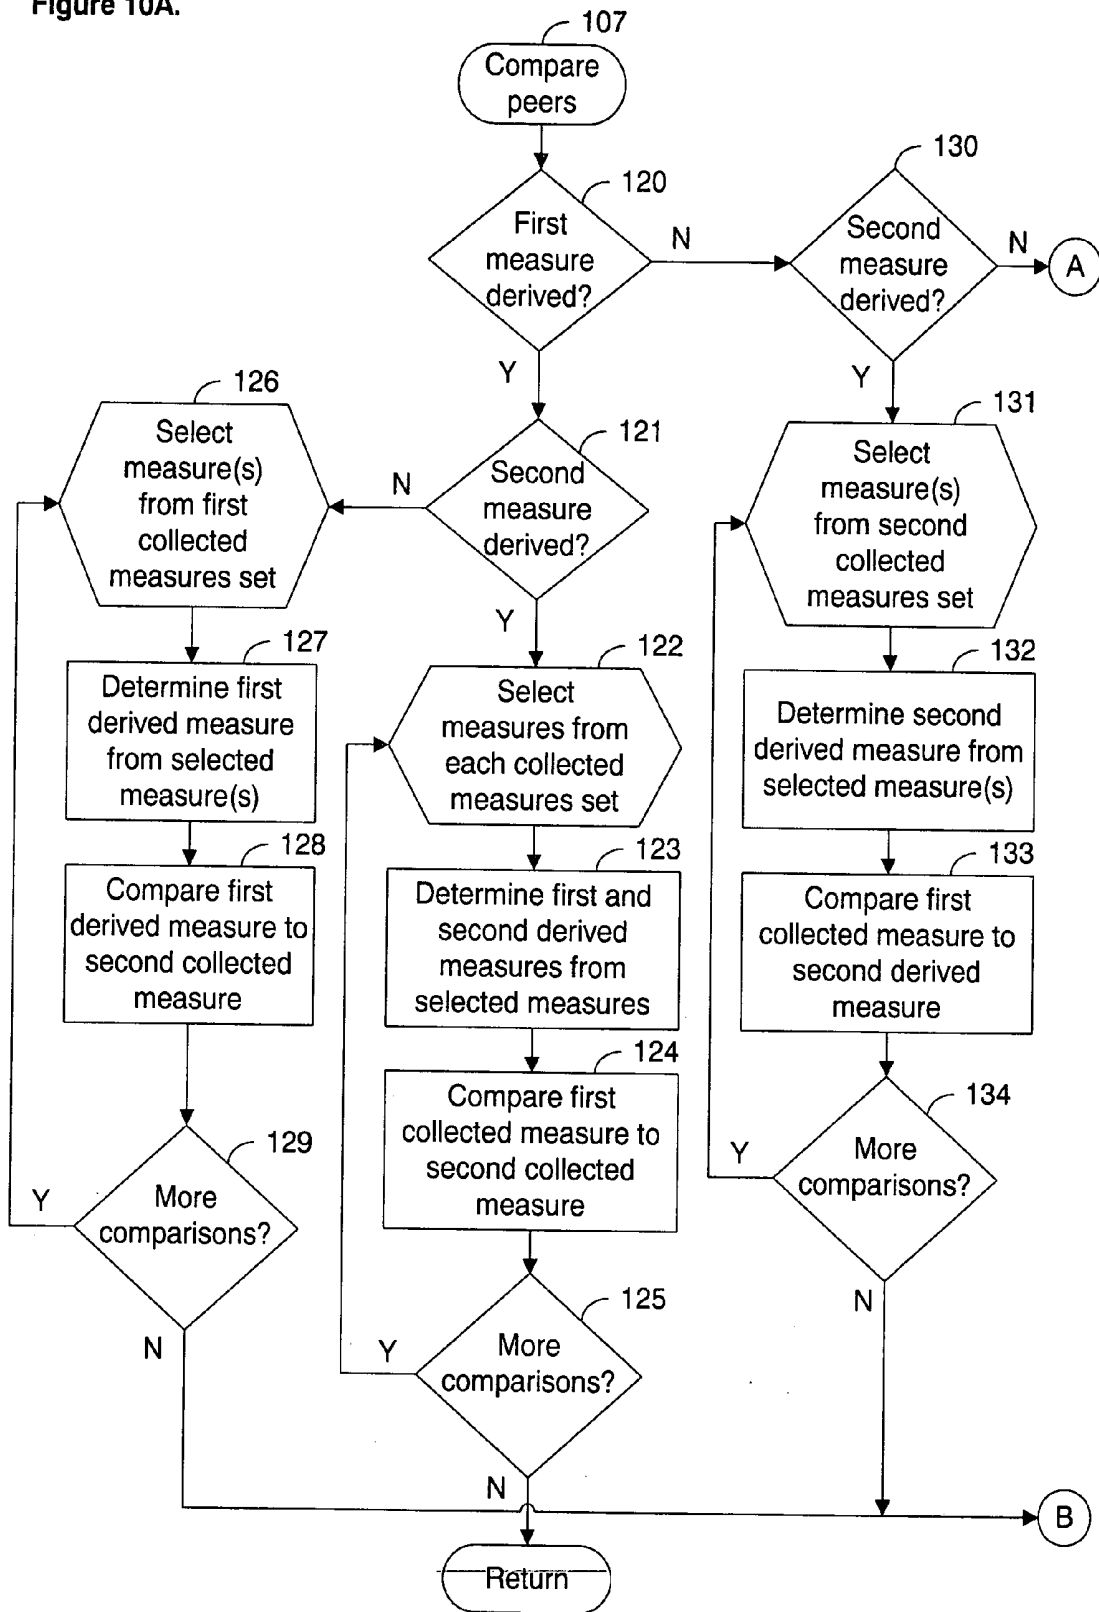 Figure 10A.
107
Compare
peers
120
First
measure
derived?
N
Y
130
Second
measure
derived?
N
A
Y
126
Select
measure(s)
from first
collected
measures set
121
Second
measure
derived?
N
Y
131
Select
measure(s)
from second
collected
measures set
127
Determine first
derived measure
from selected
measure(s)
122
Select
measures from
each collected
measures set
132
Determine second
derived measure from
selected measure(s)
128
Compare first
derived measure to
second collected
measure
123
Determine first and
second derived
measures from
selected measures
133
Compare first
collected measure to
second derived
measure
129
More
comparisons?
Y
N
124
Compare first
collected measure to
second collected
measure
134
More
comparisons?
Y
N
125
More
comparisons?
Y
N
B
Return